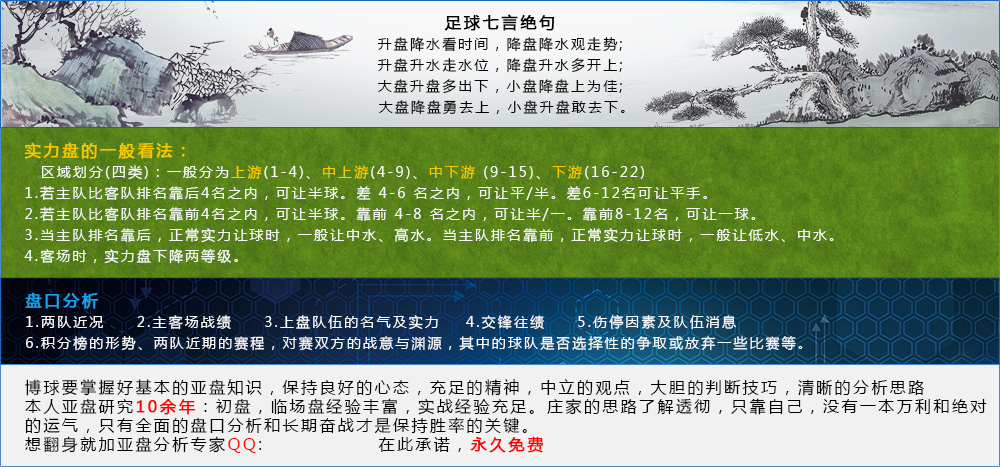 足球七言绝句
升盘降水看时间，降盘降水观走势;
升盘升水走水位，降盘升水多开上;
大盘升盘多出下，小盘降盘上为佳;
大盘降盘勇去上，小盘升盘敢去下。
实力盘的一般看法：
区域划分(四类)：一般分为上游(1-4)、中上游(4-9)、中下游 (9-15)、下游(16-22)
1.若主队比客队排名靠后4名之内，可让半球。差 4-6 名之内，可让平/半。差6-12名可让平手。
2.若主队比客队排名靠前4名之内，可让半球。靠前 4-8 名之内，可让半/一。靠前8-12名，可让一球。
3.当主队排名靠后，正常实力让球时，一般让中水、高水。当主队排名靠前，正常实力让球时，一般让低水、中水。
4.客场时，实力盘下降两等级。
盘口分析
1.两队近况 2.主客场战绩 3.上盘队伍的名气及实力 4.交锋往绩 5.伤停因素及队伍消息
6.积分榜的形势、两队近期的赛程，对赛双方的战意与渊源，其中的球队是否选择性的争取或放弃一些比赛等。
博球要掌握好基本的亚盘知识，保持良好的心态，充足的精神，中立的观点，大胆的判断技巧，清晰的分析思路
本人亚盘研究10余年：初盘，临场盘经验丰富，实战经验充足。庄家的思路了解透彻，只靠自己，没有一本万利和绝对
的运气，只有全面的盘口分析和长期奋战才是保持胜率的关键。
想翻身就加亚盘分析专家QQ: 在此承诺，永久免费